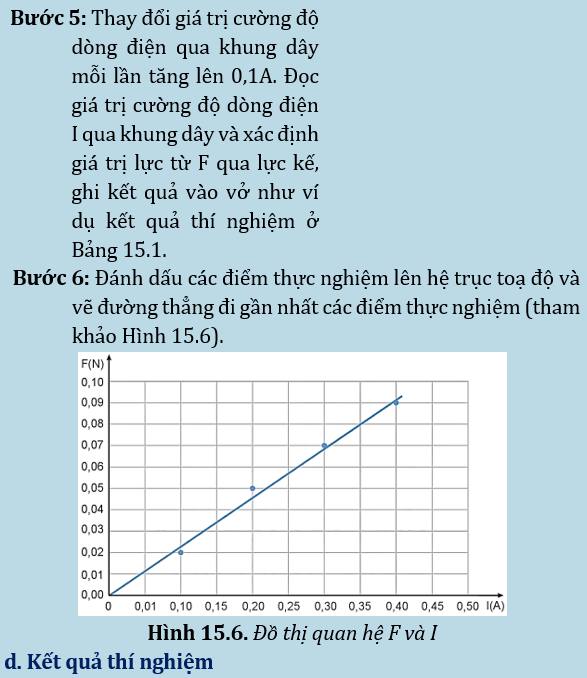 Bước 5: Thay đổi giá trị cường độ
dòng điện qua khung dây
mỗi lần tăng lên 0,1A. Đọc
giá trị cường độ dòng điện
I qua khung dây và xác định
giá trị lực từ F qua lực kế,
ghi kết quả vào vở như ví
dụ kết quả thí nghiệm ở
Bảng 15.1.
Bước 6: Đánh dấu các điểm thực nghiệm lên hệ trục toạ độ và
vẽ đường thẳng đi gần nhất các điểm thực nghiệm (tham
khảo Hình 15.6).
F(N)
0,10
0,09
0,08
0,07
0,06
0,05
0,04
0,03
0,02
0,01
0,00
0 0,01 0,10 0,15 0,20 0,25 0,30 0,35 0,40 0,45 0,50 I(A)
Hình 15.6. Đồ thị quan hệ F và I
d. Kết quả thí nghiệm